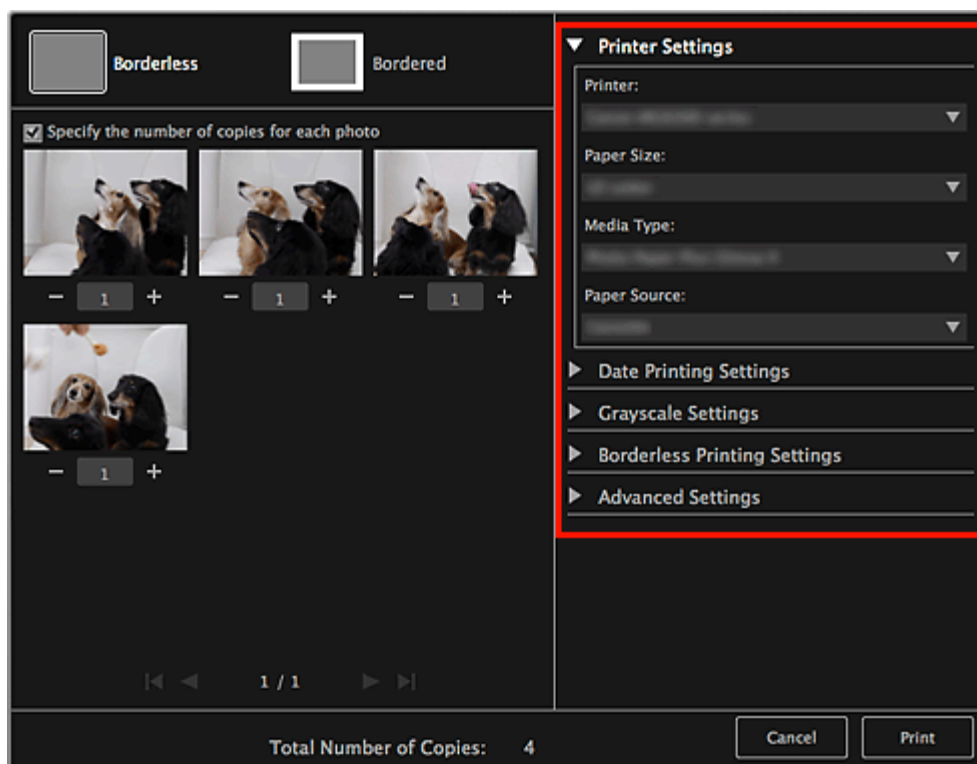 Borderless
Bordered
Specify the number of copies for each photo
1
1
1
1
1 / 1
Printer Settings
Printer:
Paper Size:
Media Type:
Paper Source:
Date Printing Settings
Grayscale Settings
Borderless Printing Settings
Advanced Settings
Total Number of Copies: 4
Cancel
Print